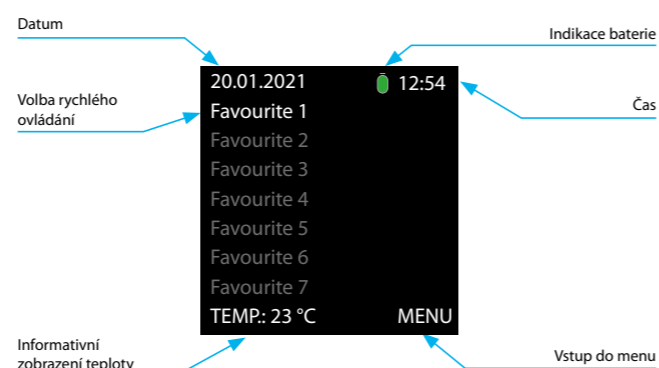 Datum
Indikace baterie
20.01.2021 12:54
Volba rychlého
ovládání
Čas
Favourite 1
Favourite 2
Favourite 3
Favourite 4
Favourite 5
Favourite 6
Favourite 7
TEMP.: 23 °C MENU
Informativní
zobrazení teploty
Vstup do menu